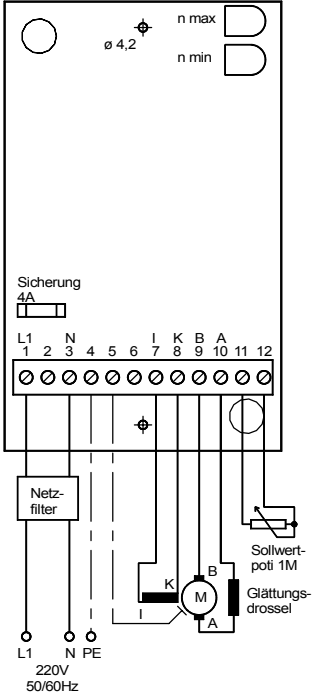 n max
ø 4,2
n min
Sicherung
4A
L1 N I K B A
1 2 3 4 5 6 7 8 9 10 11 12
Netz-
filter
Sollwert-
poti 1M
K
B
M
Glättungs-
drossel
I
A
L1 N PE
220V
50/60Hz